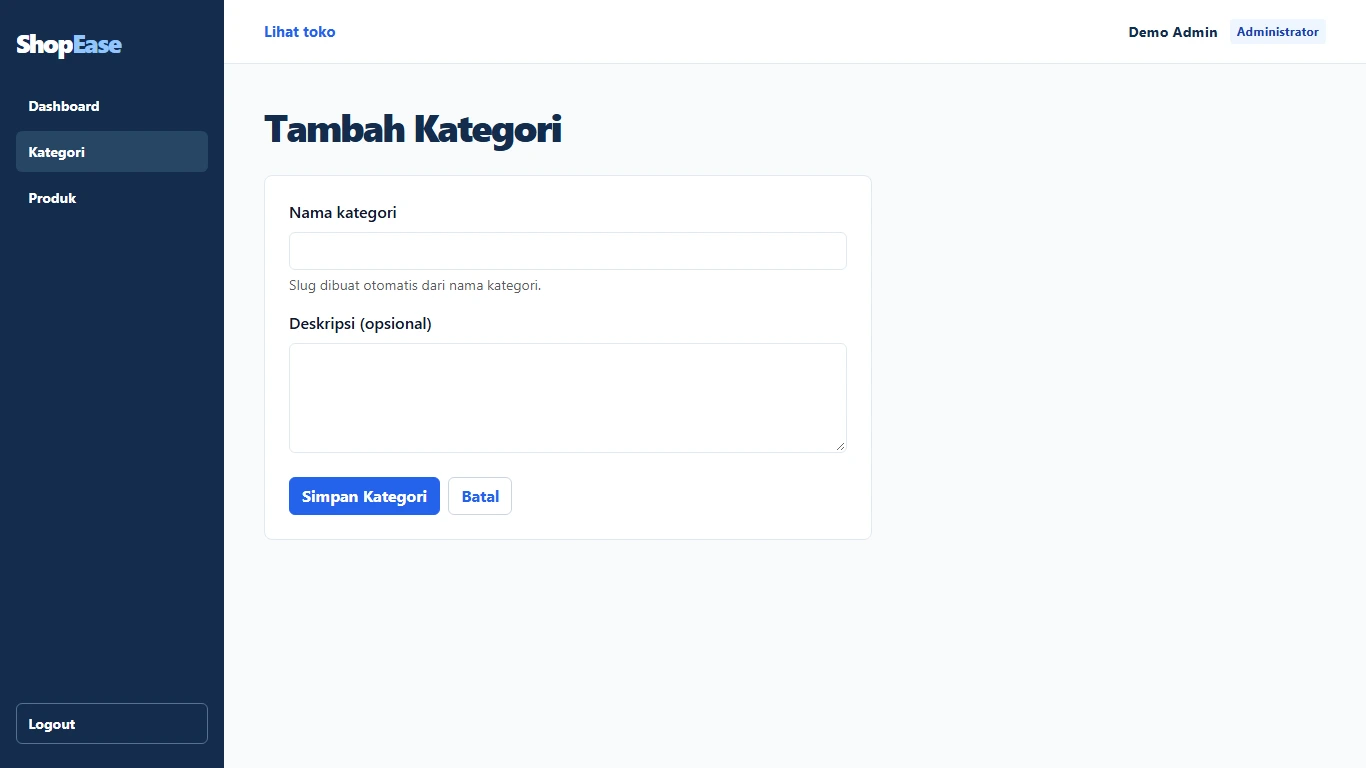 ShopEase
Dashboard
Kategori
Produk
Logout
Lihat toko
Demo Admin
Administrator
Tambah Kategori
Nama kategori
Slug dibuat otomatis dari nama kategori.
Deskripsi (opsional)
Simpan Kategori
Batal